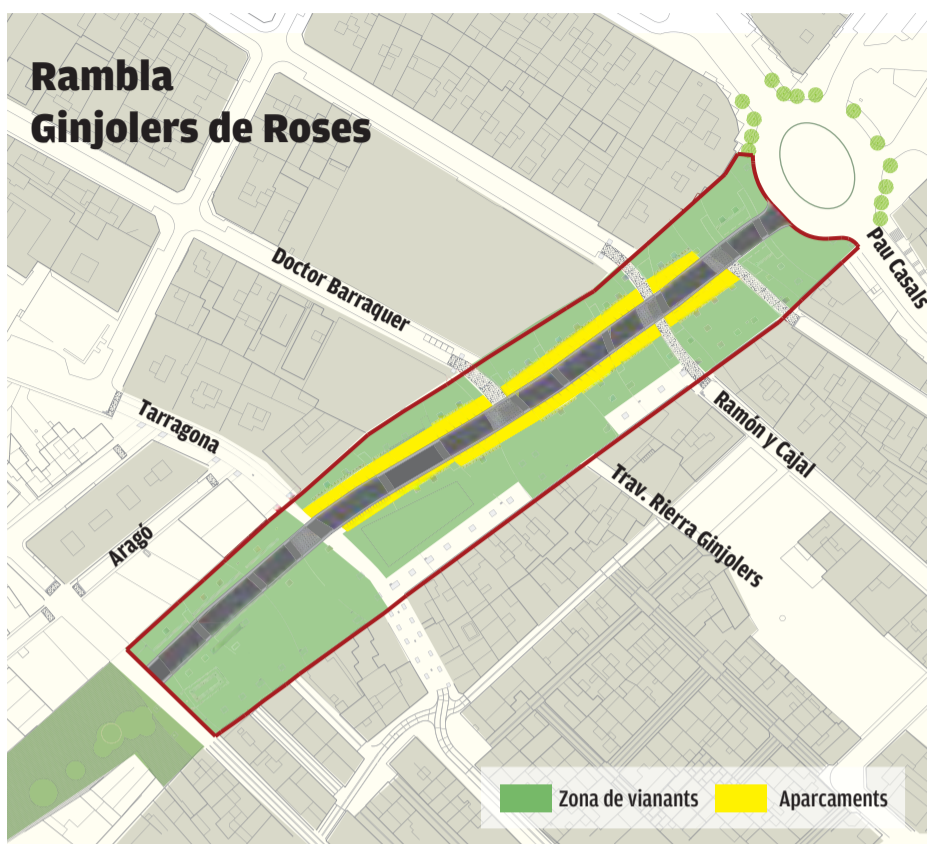 Rambla
Ginjolers de Roses
Pau Casals
Doctor Barraquer
Ramón y Cajal
Tarragona
Trav. Rierra Ginjolers
Aragó
Zona de vianants
Aparcaments